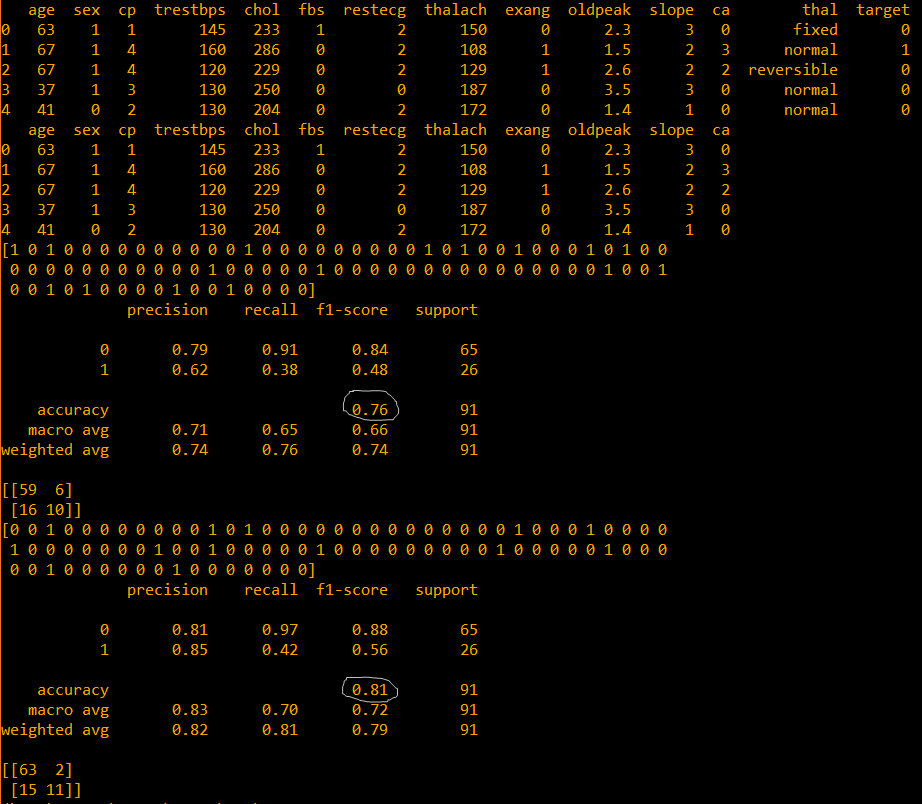 age sex cp trestbps chol fbs restecg thalach exang oldpeak slope ca thal target
0 63 1 1 145 233 1 2 150 0 2.3 3 0 fixed 0
1 67 1 4 160 286 0 2 108 1 1.5 2 3 normal 1
2 67 1 4 120 229 0 2 129 1 2.6 2 2 reversible 0
3 37 1 3 130 250 0 0 187 0 3.5 3 0 normal 0
4 41 0 2 130 204 0 2 172 0 1.4 1 0 normal 0
age sex cp trestbps chol fbs restecg thalach exang oldpeak slope ca
0 63 1 1 145 233 1 2 150 0 2.3 3 0
1 67 1 4 160 286 0 2 108 1 1.5 2 3
2 67 1 4 120 229 0 2 129 1 2.6 2 2
3 37 1 3 130 250 0 0 187 0 3.5 3 0
4 41 0 2 130 204 0 2 172 0 1.4 1 0
[1 0 1 0 0 0 0 0 0 0 0 0 0 1 0 0 0 0 0 0 0 0 0 1 0 1 0 0 1 0 0 0 1 0 1 0 0
0 0 0 0 0 0 0 0 0 0 0 1 0 0 0 0 0 1 0 0 0 0 0 0 0 0 0 0 0 0 0 0 0 1 0 0 1
0 0 1 0 1 0 0 0 0 1 0 0 1 0 0 0 0]
precision recall f1-score support
0 0.79 0.91 0.84 65
1 0.62 0.38 0.48 26
accuracy 0.76 91
macro avg 0.71 0.65 0.66 91
weighted avg 0.74 0.76 0.74 91
[[59 6]
[16 10]]
[0 0 1 0 0 0 0 0 0 0 0 1 0 1 0 0 0 0 0 0 0 0 0 0 0 0 0 0 1 0 0 0 1 0 0 0 0
1 0 0 0 0 0 0 0 1 0 0 1 0 0 0 0 0 1 0 0 0 0 0 0 0 0 0 1 0 0 0 0 0 1 0 0 0
0 0 1 0 0 0 0 0 0 1 0 0 0 0 0 0 0]
precision recall f1-score support
0 0.81 0.97 0.88 65
1 0.85 0.42 0.56 26
accuracy 0.81 91
macro avg 0.83 0.70 0.72 91
weighted avg 0.82 0.81 0.79 91
[[63 2]
[15 11]]